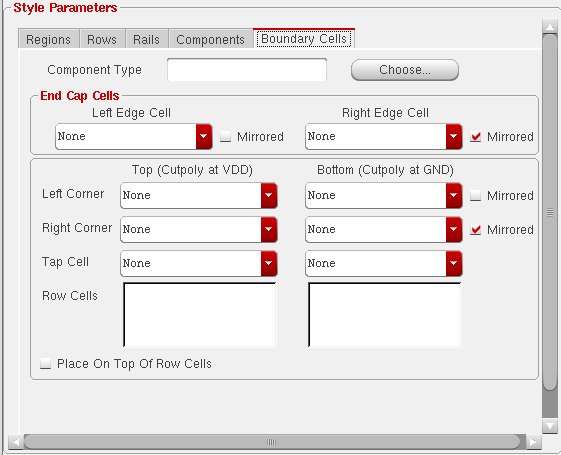 Style Parameters
Regions Rows Rails Components Boundary Cells
Component Type Choose...
End Cap Cells
Left Edge Cell Right Edge Cell
None Mirrored None Mirrored
Top (Cutpoly at VDD) Bottom (Cutpoly at GND)
Left Corner None None Mirrored
Right Corner None None Mirrored
Tap Cell None None
Row Cells
Place On Top Of Row Cells